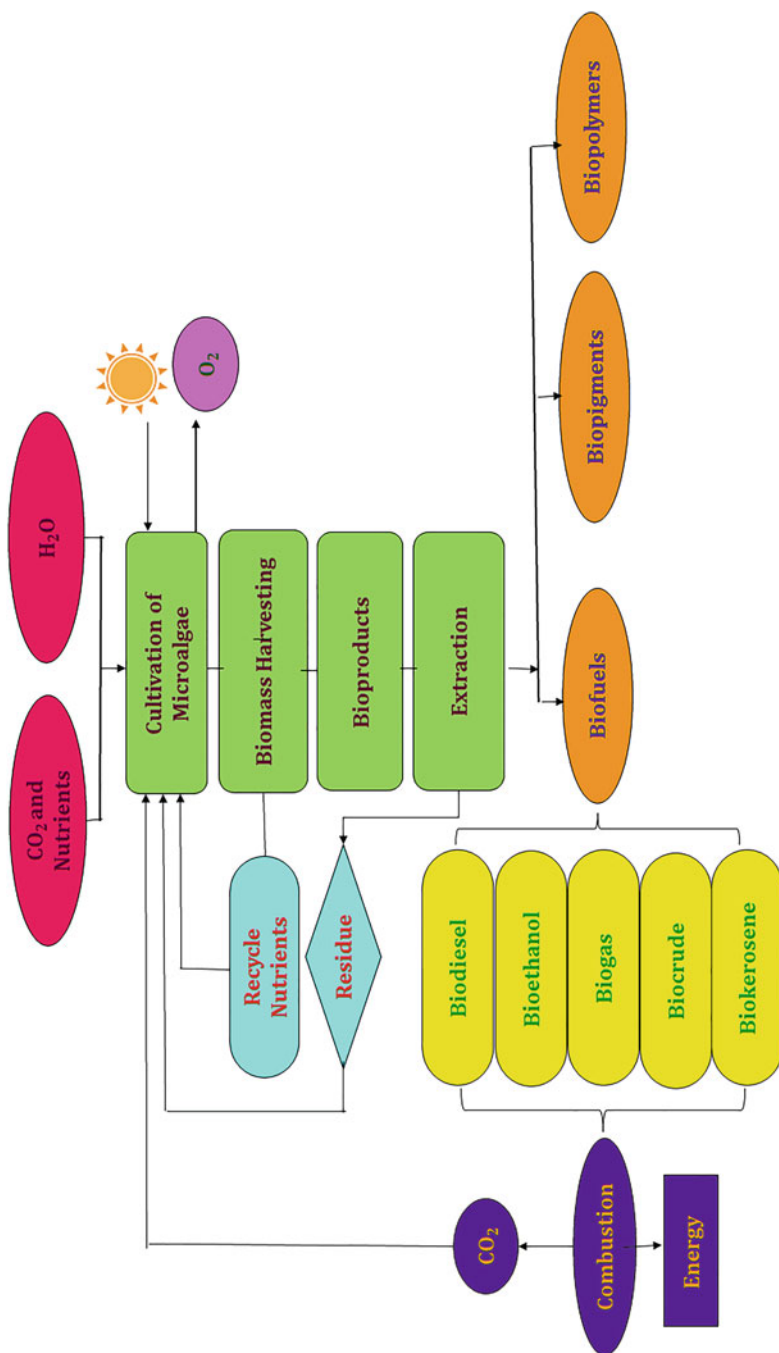 CO₂ and
Nutrients
H₂O
Cultivation of
Microalgae
O₂
Biomass Harvesting
Recycle
Nutrients
Bioproducts
Residue
Extraction
Biofuels
Biopigments
Biopolymers
Biodiesel
Bioethanol
Biogas
Biocrude
Biokerosene
CO₂
Combustion
Energy